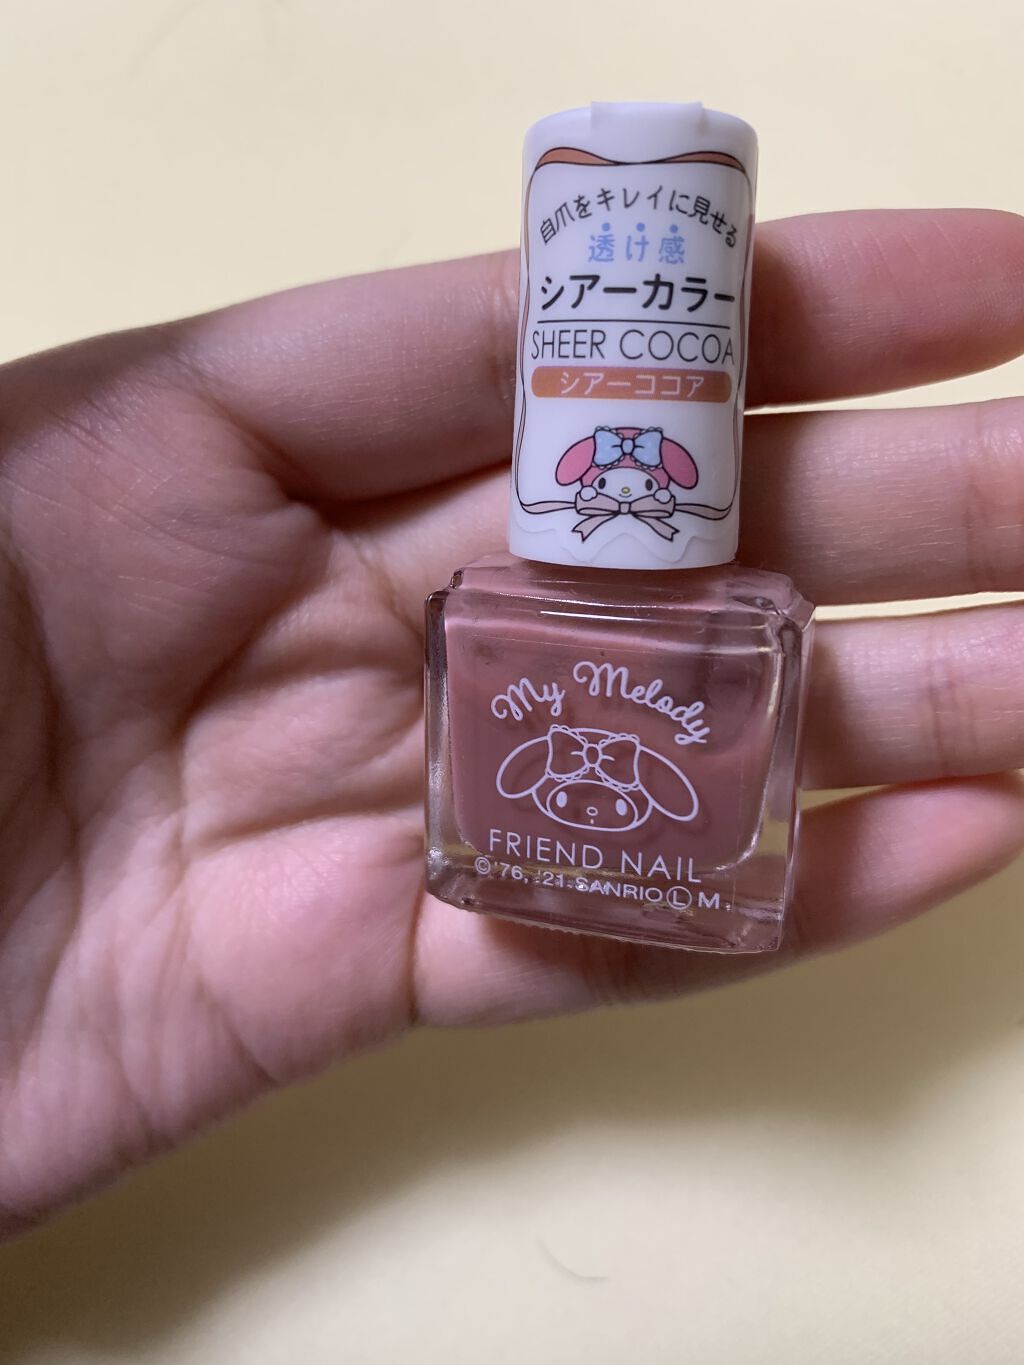 自爪をキレイに見せる
透け感
シアーカラー
SHEER COCOA
シアーココア
My Melody
FRIEND NAIL
©'76, '21 SANRIO Ⓛ M.